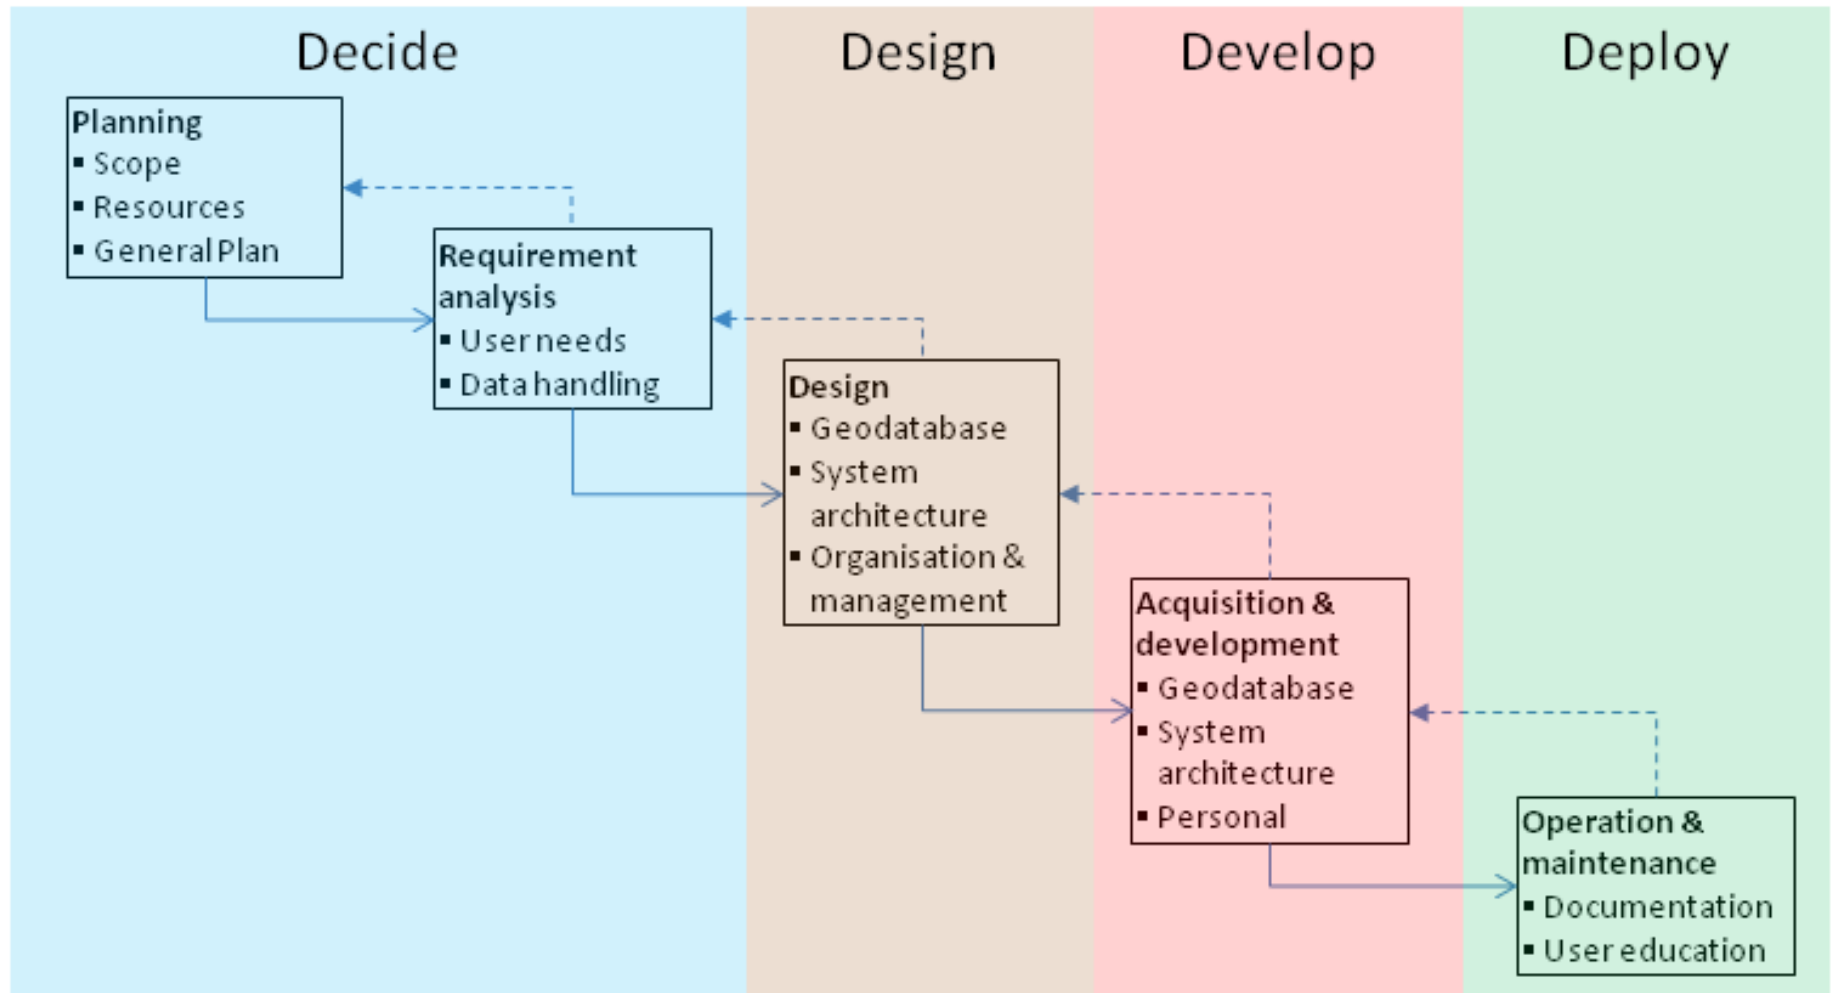 Decide
Design
Develop
Deploy
Planning
▪ Scope
▪ Resources
▪ General Plan
Requirement
analysis
▪ User needs
▪ Data handling
Design
▪ Geodatabase
▪ System
architecture
▪ Organisation &
management
Acquisition &
development
▪ Geodatabase
▪ System
architecture
▪ Personal
Operation &
maintenance
▪ Documentation
▪ User education